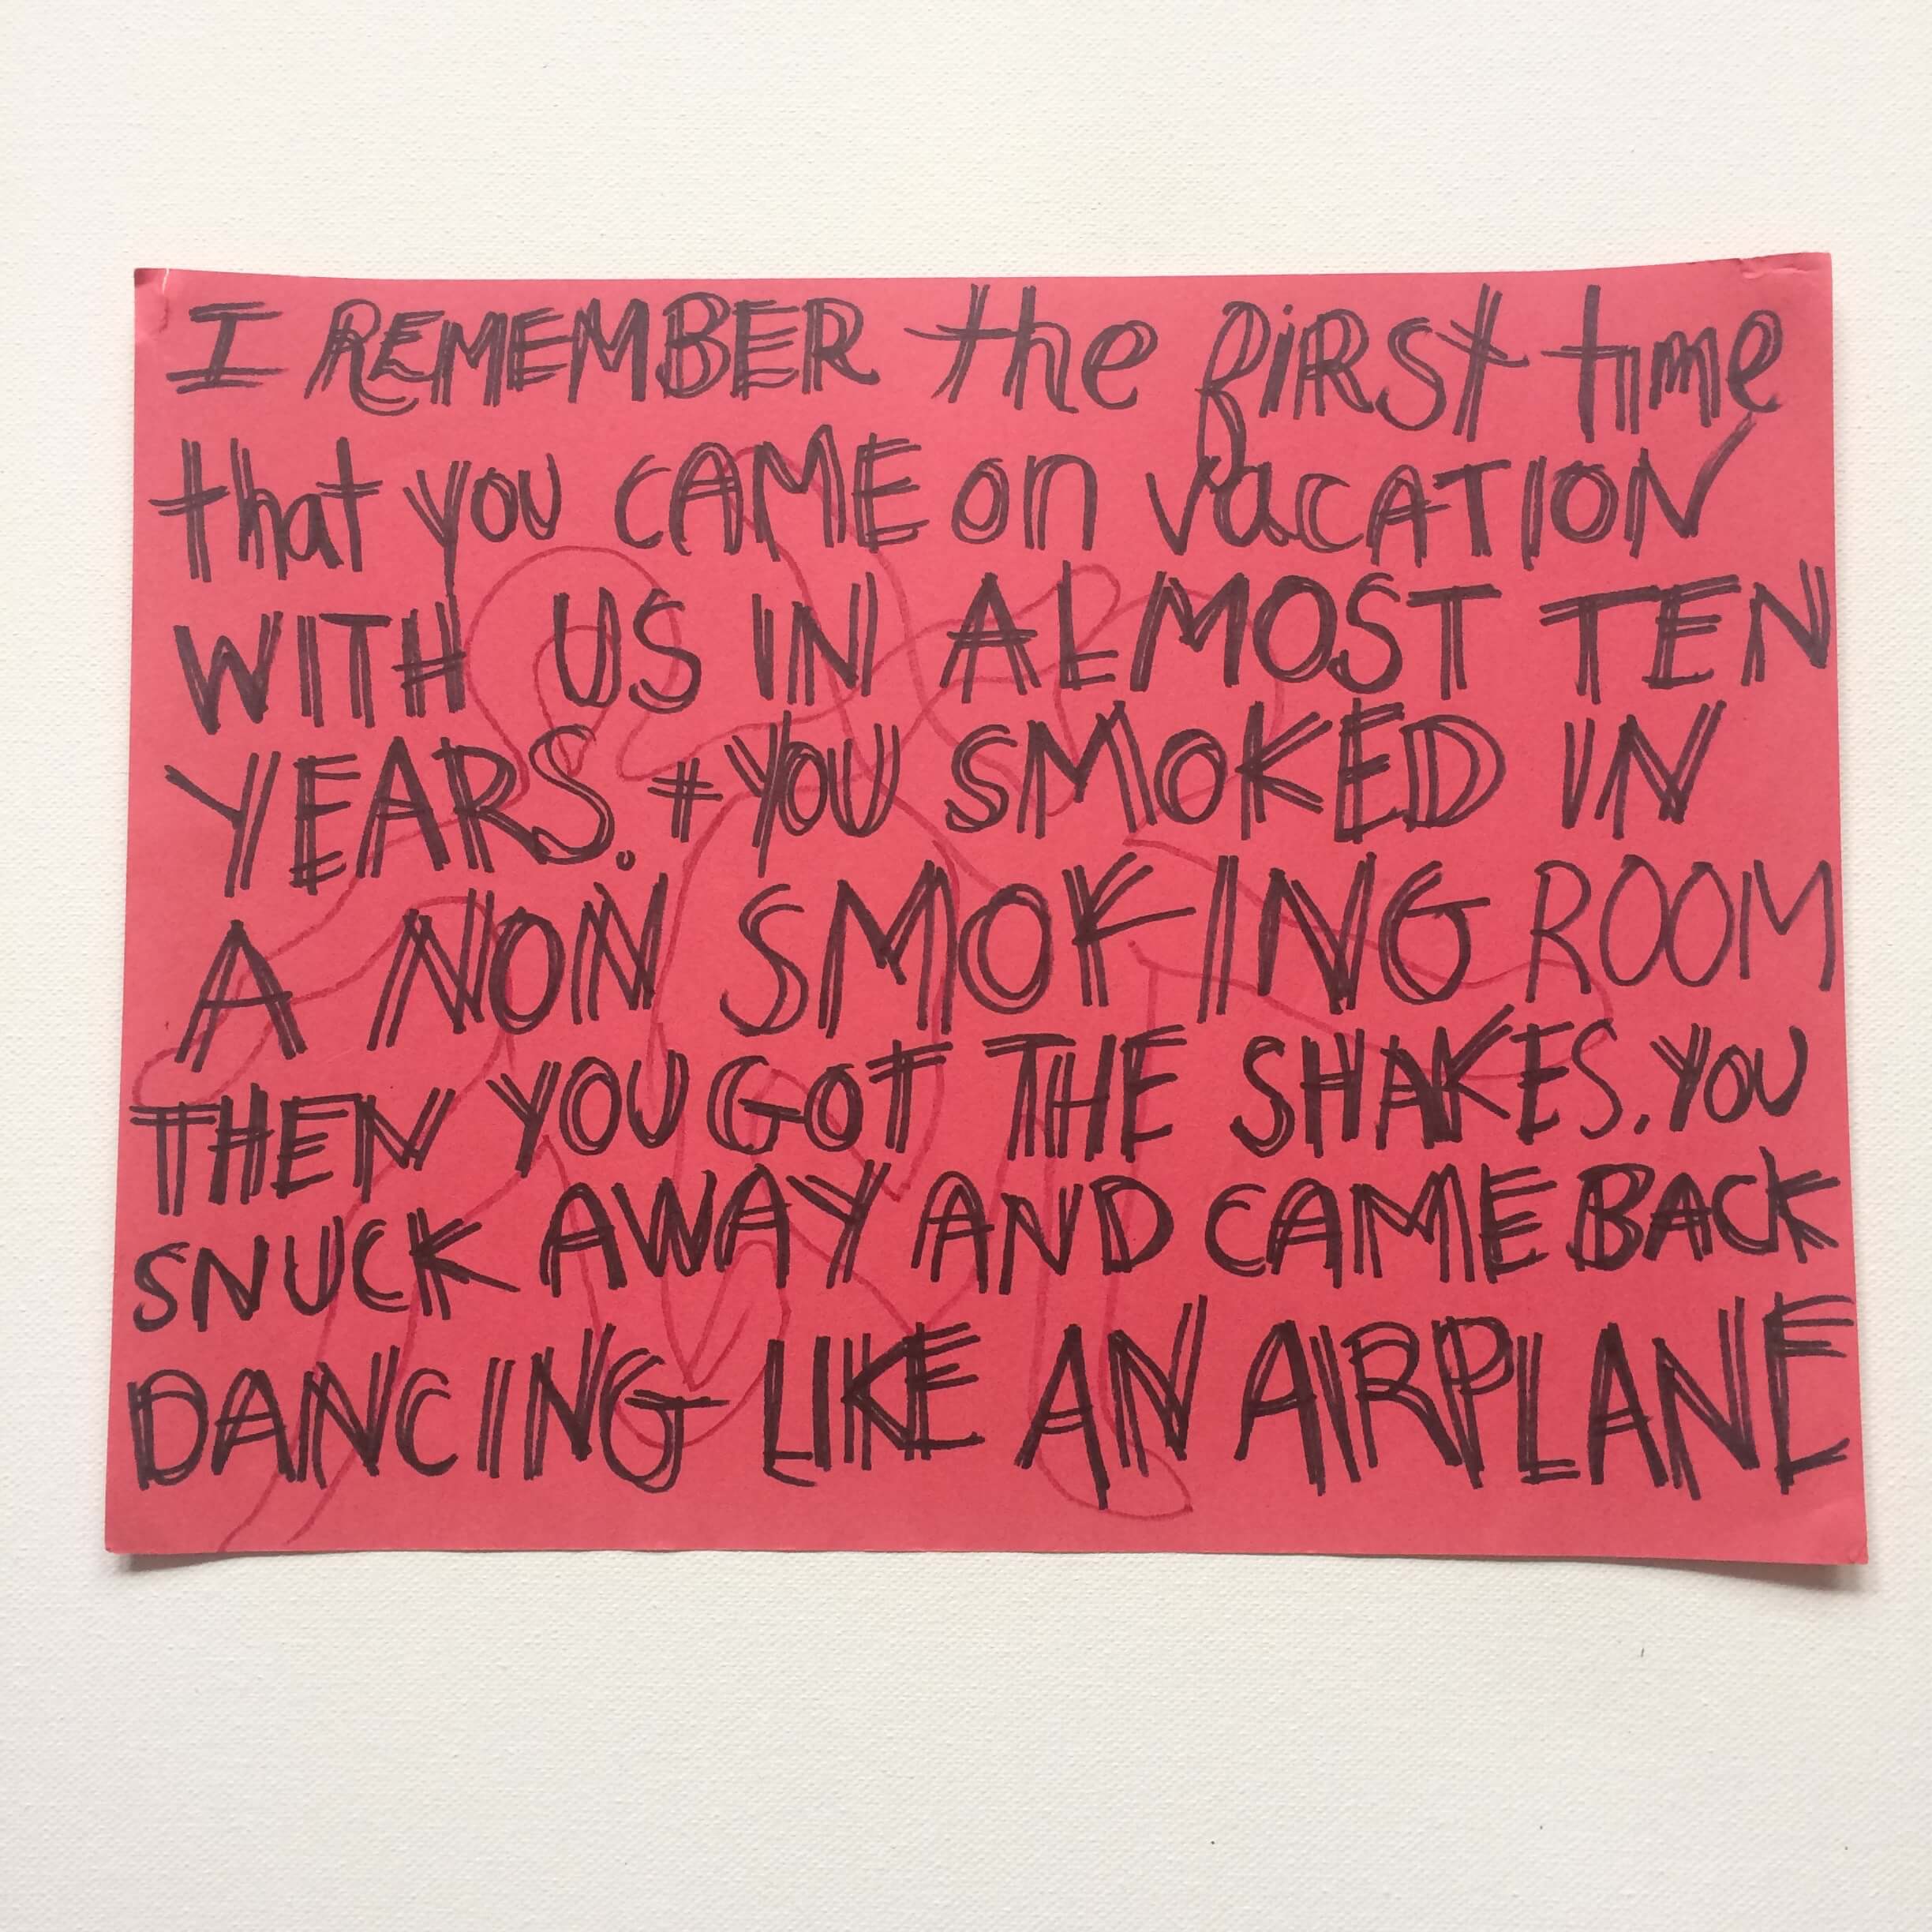 I REMEMBER the fiRSt time
that you CAME on vacATION
WITH US IN ALMOST TEN
YEARS. + YOU SMOKED IN
A NON SMOKING ROOM
THEN YOU GOT THE SHAKES. YOU
SNUCK AWAY AND CAME BACK
DANCING LIKE AN AIRPLANE